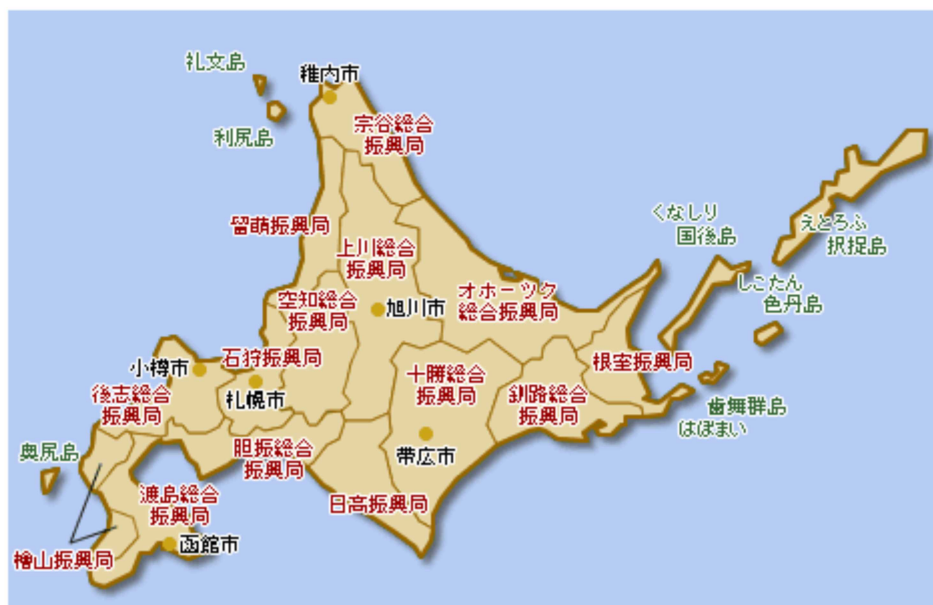 礼文島
稚内市
利尻島
宗谷総合
振興局
留萌振興局
上川総合
振興局
くなしり
国後島
えとろふ
択捉島
オホーツク
総合振興局
しこたん
色丹島
空知総合
振興局
旭川市
小樽市
石狩振興局
根室振興局
後志総合
振興局
札幌市
十勝総合
振興局
釧路総合
振興局
歯舞群島
はぼまい
奥尻島
胆振総合
振興局
帯広市
渡島総合
振興局
日高振興局
函館市
檜山振興局